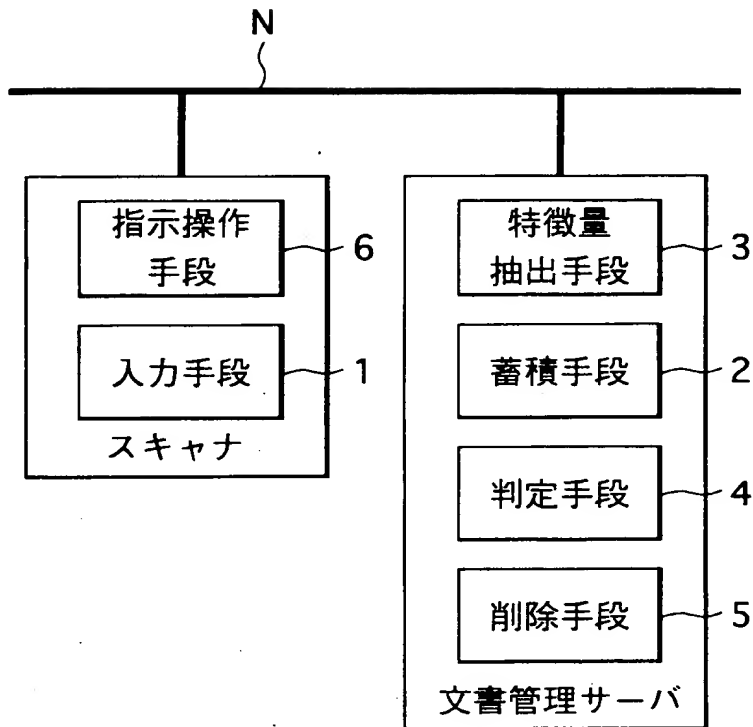 N
指示操作
手段
6
入力手段
1
スキャナ
特徴量
抽出手段
3
蓄積手段
2
判定手段
4
削除手段
5
文書管理サーバ